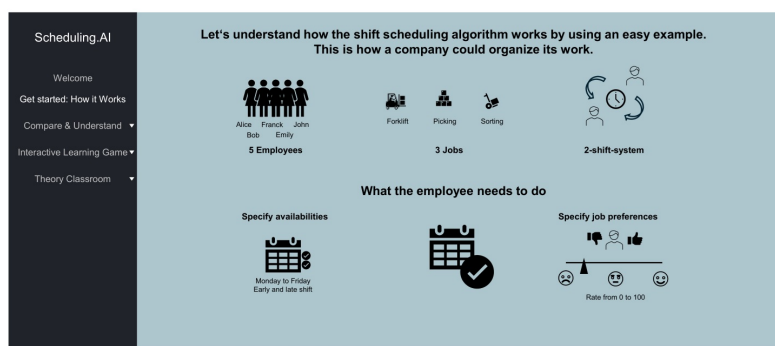 Scheduling.AI
Welcome
Get started: How it Works
Compare & Understand
Interactive Learning Game
Theory Classroom
Let‘s understand how the shift scheduling algorithm works by using an easy example.
This is how a company could organize its work.
Alice Franck John
Bob Emily
5 Employees
Forklift Picking Sorting
3 Jobs
2-shift-system
What the employee needs to do
Specify availabilities
Monday to Friday
Early and late shift
Specify job preferences
Rate from 0 to 100